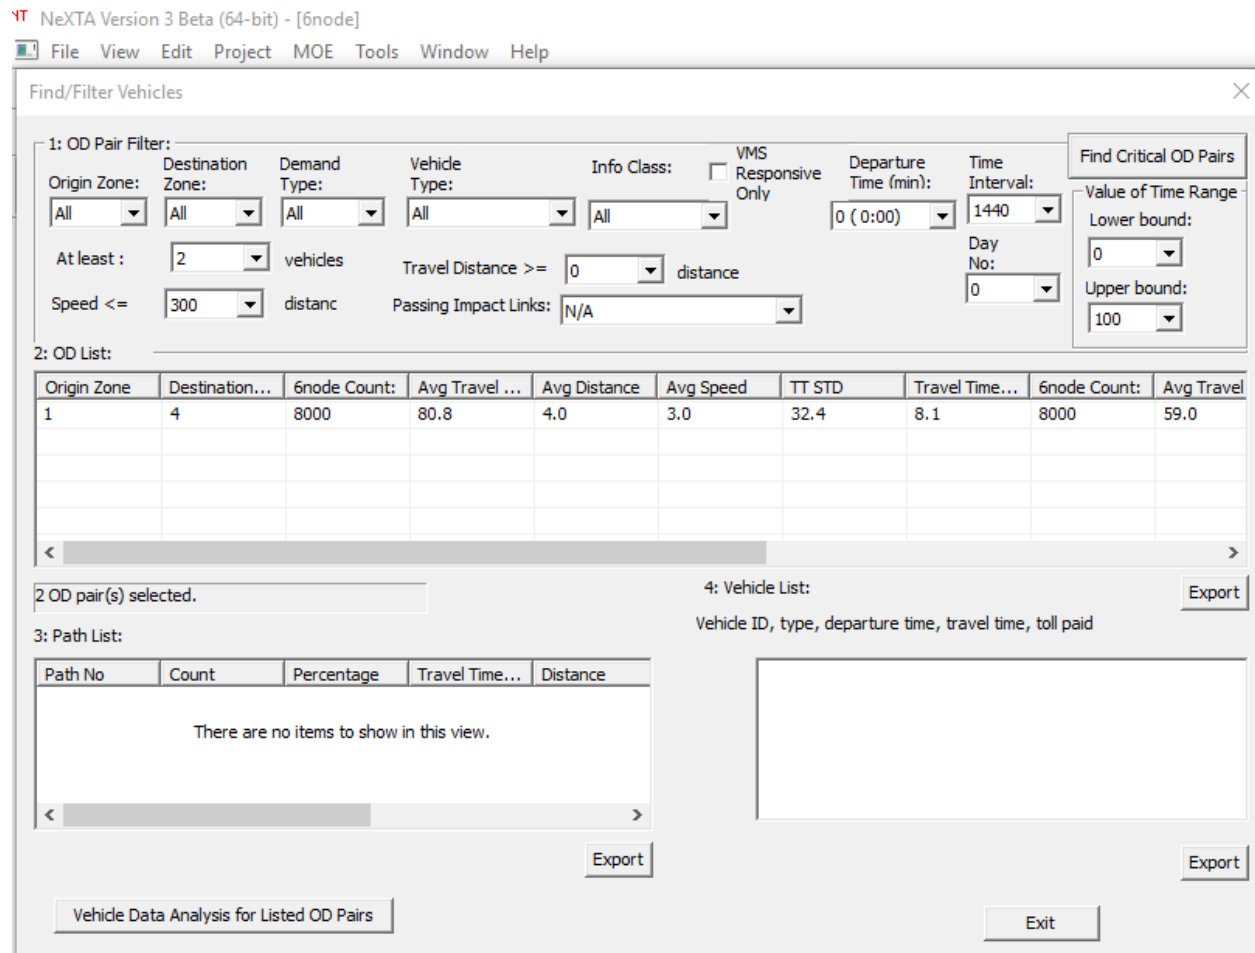 NeXTA Version 3 Beta (64-bit) - [6node]
File View Edit Project MOE Tools Window Help
Find/Filter Vehicles
1: OD Pair Filter:
Origin Zone:
All
Destination
Zone:
All
Demand
Type:
All
Vehicle
Type:
All
Info Class:
All
VMS
Responsive
Only
Departure
Time (min):
0 ( 0:00)
Time
Interval:
1440
Find Critical OD Pairs
Value of Time Range
Lower bound:
0
Upper bound:
100
At least :
2
vehicles
Travel Distance >=
0
distance
Day
No:
0
Speed <=
300
distanc
Passing Impact Links:
N/A
2: OD List:
Origin Zone Destination... 6node Count: Avg Travel ... Avg Distance Avg Speed TT STD Travel Time... 6node Count: Avg Travel
1 4 8000 80.8 4.0 3.0 32.4 8.1 8000 59.0
2 OD pair(s) selected.
4: Vehicle List:
Export
Vehicle ID, type, departure time, travel time, toll paid
3: Path List:
Path No Count Percentage Travel Time... Distance
There are no items to show in this view.
Export
Export
Vehicle Data Analysis for Listed OD Pairs
Exit